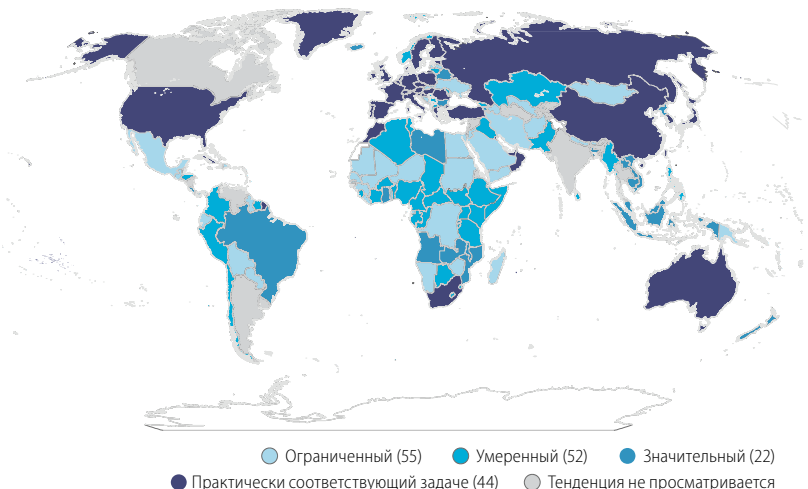 Ограниченный (55) Умеренный (52) Значительный (22)
Практически соответствующий задаче (44) Тенденция не просматривается